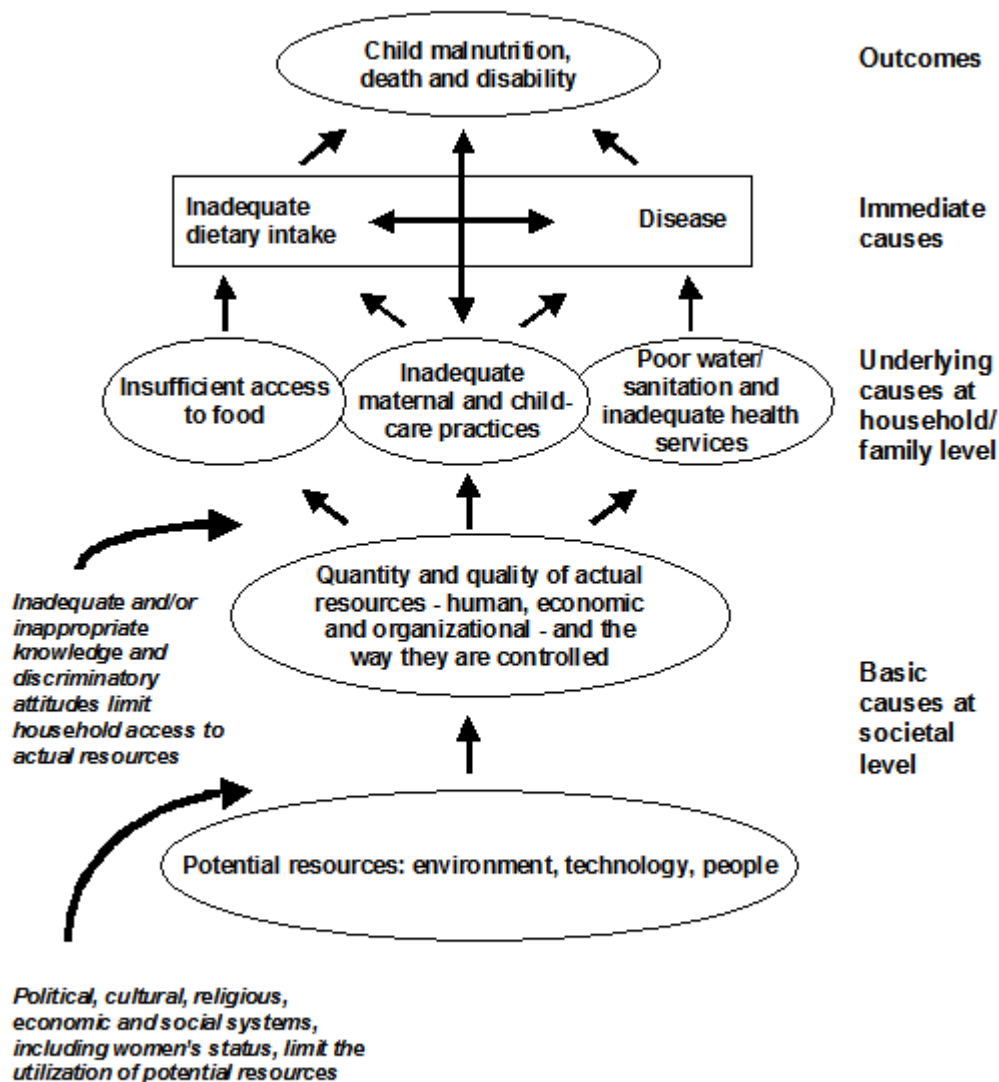 Child malnutrition,
death and disability
Outcomes
Inadequate
dietary intake
Disease
Immediate
causes
Insufficient access
to food
Inadequate
maternal and child-
care practices
Poor water/
sanitation and
inadequate health
services
Underlying
causes at
household/
family level
Quantity and quality of actual
resources - human, economic
and organizational - and the
way they are controlled
Inadequate and/or
inappropriate
knowledge and
discriminatory
attitudes limit
household access to
actual resources
Basic
causes at
societal
level
Potential resources: environment, technology, people
Political, cultural, religious,
economic and social systems,
including women's status, limit the
utilization of potential resources